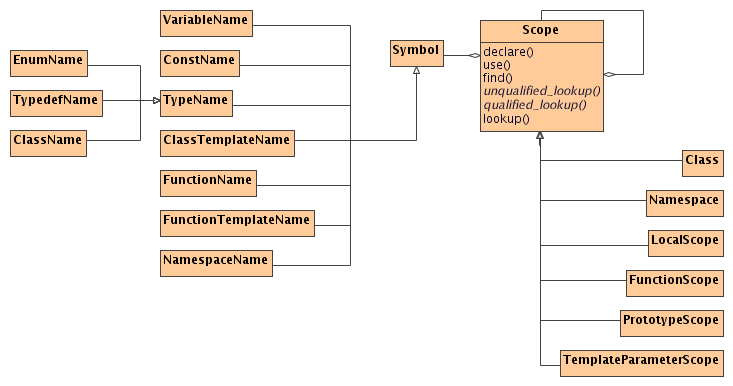 VariableName
Scope
declare()
use()
find()
unqualified_lookup()
qualified_lookup()
lookup()
Symbol
EnumName
ConstName
TypedefName
TypeName
ClassName
ClassTemplateName
Class
FunctionName
Namespace
FunctionTemplateName
LocalScope
NamespaceName
FunctionScope
PrototypeScope
TemplateParameterScope